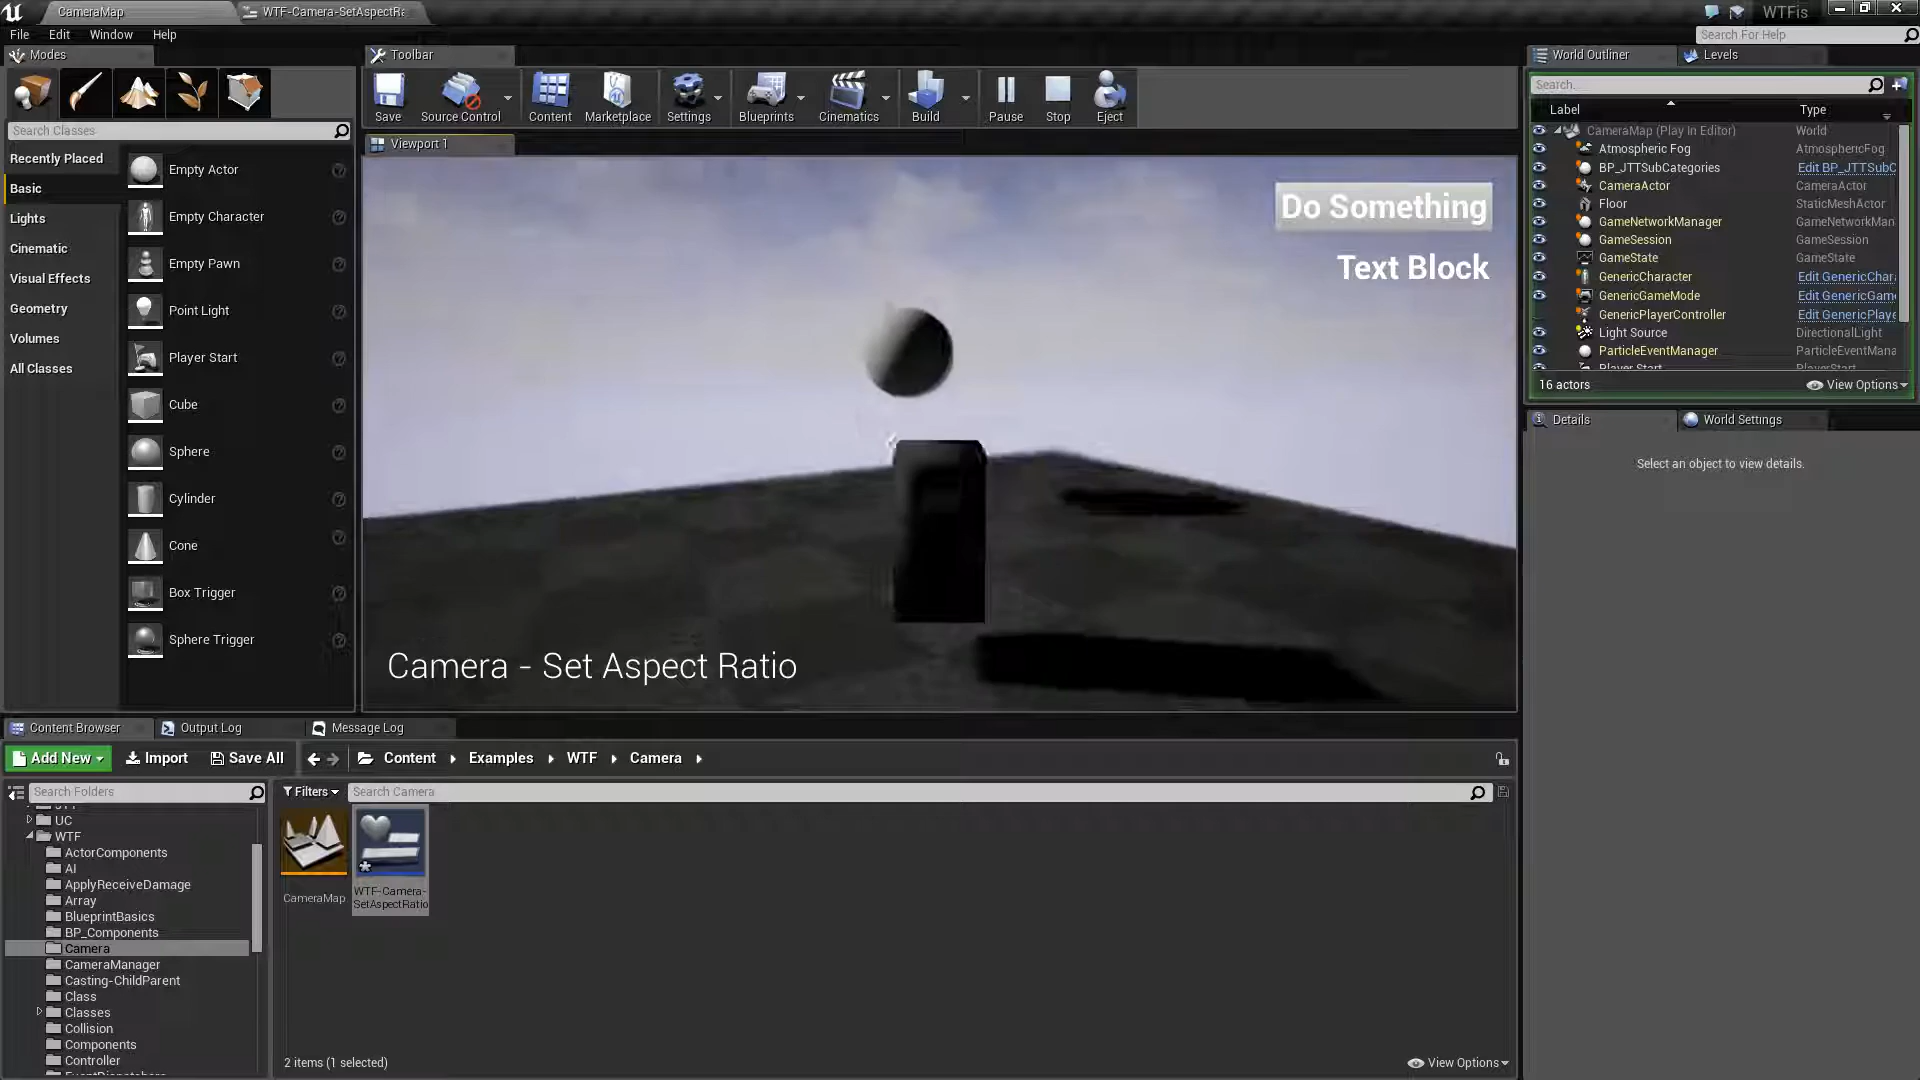 CameraMap
WTF-Camera-SetAspectRa
WTFis
File Edit Window Help
Search For Help
Modes
Toolbar
World Outliner
Levels
Save
Source Control
Content
Marketplace
Settings
Blueprints
Cinematics
Build
Pause
Stop
Eject
Search Classes
Recently Placed
Basic
Lights
Cinematic
Visual Effects
Geometry
Volumes
All Classes
Empty Actor
Empty Character
Empty Pawn
Point Light
Player Start
Cube
Sphere
Cylinder
Cone
Box Trigger
Sphere Trigger
Viewport 1
Do Something
Text Block
Camera - Set Aspect Ratio
Search...
Label Type
CameraMap (Play In Editor) World
Atmospheric Fog AtmosphericFog
BP_JTTSubCategories Edit BP_JTTSubC
CameraActor CameraActor
Floor StaticMeshActor
GameNetworkManager GameNetworkMan
GameSession GameSession
GameState GameState
GenericCharacter Edit GenericChar
GenericGameMode Edit GenericGame
GenericPlayerController Edit GenericPlaye
Light Source DirectionalLight
ParticleEventManager ParticleEventMana
Player Start PlayerStart
16 actors
View Options
Details
World Settings
Select an object to view details.
Content Browser
Output Log
Message Log
Add New
Import
Save All
Content
Examples
WTF
Camera
Search Folders
Filters
Search Camera
UC
WTF
ActorComponents
AI
ApplyReceiveDamage
Array
BlueprintBasics
BP_Components
Camera
CameraManager
Casting-ChildParent
Class
Classes
Collision
Components
Controller
CameraMap
WTF-Camera-
SetAspectRatio
2 items (1 selected)
View Options